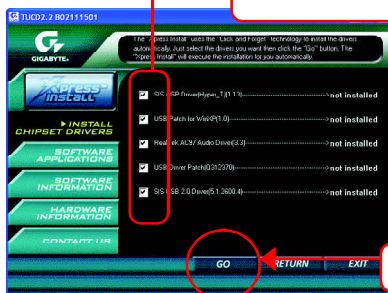 TUCD2.2 B02111501
GIGABYTE
The "Xpress Install" uses the "Click and Forget" technology to install the drivers
automatically. Just select the drivers you want then click the "Go" button. The
"Xpress Install" will execute the installation for you automatically.
Xpress
install
INSTALL
CHIPSET DRIVERS
SOFTWARE
APPLICATIONS
SOFTWARE
INFORMATION
HARDWARE
INFORMATION
CONTACT US
not installed
USB Patch for WinXP(1.0) not installed
AC97 Audio Driver(3.3) not installed
USB Driver Patch(Q312370) not installed
SIS USB 2.0 Driver(5.1.2600.4) not installed
GO
RETURN
EXIT